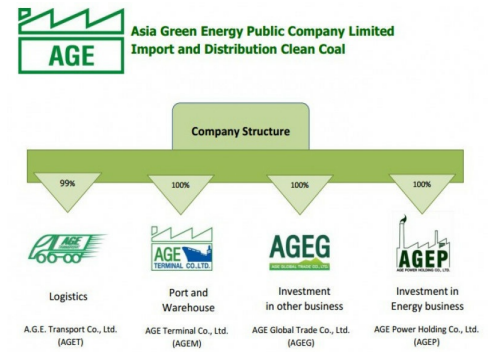 Asia Green Energy Public Company Limited
Import and Distribution Clean Coal
AGE
Company Structure
99%
100%
100%
100%
AGE
TRANSPORT
AGE
TERMINAL CO.,LTD.
AGEG
AGE GLOBAL TRADE CO.,LTD.
AGEP
AGE POWER HOLDING CO., LTD.
Logistics
Port and
Warehouse
Investment
in other business
Investment in
Energy business
A.G.E. Transport Co., Ltd.
(AGET)
AGE Terminal Co., Ltd.
(AGEM)
AGE Global Trade Co., Ltd.
(AGEG)
AGE Power Holding Co., Ltd.
(AGEP)